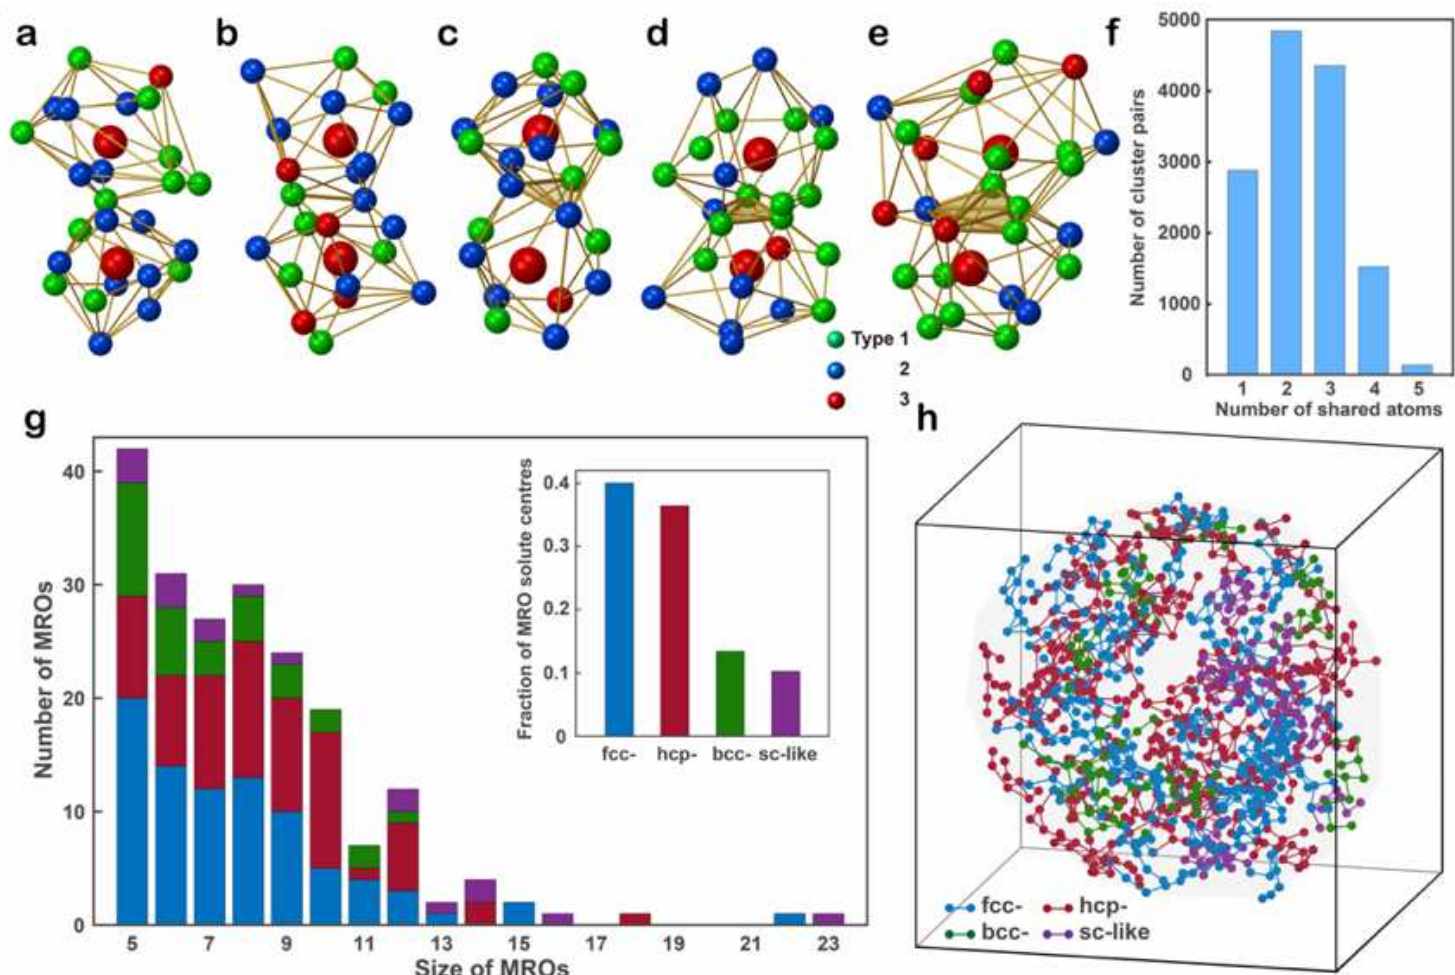 a
b
c
d
e
f
5000
4000
3000
2000
1000
0
Number of cluster pairs
1 2 3 4 5
Number of shared atoms
Type 1
2
3
g
40
30
20
10
0
Number of MROs
5 7 9 11 13 15 17 19 21 23
Size of MROs
0.4
0.3
0.2
0.1
0
Fraction of MRO solute centres
fcc- hcp- bcc- sc-like
h
fcc- hcp-
bcc- sc-like